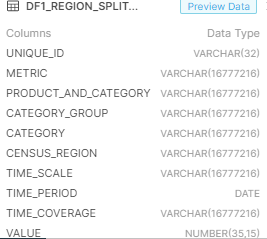 DF1_REGION_SPLIT... Preview Data
Columns Data Type
UNIQUE_ID VARCHAR(32)
METRIC VARCHAR(16777216)
PRODUCT_AND_CATEGORY VARCHAR(16777216)
CATEGORY_GROUP VARCHAR(16777216)
CATEGORY VARCHAR(16777216)
CENSUS_REGION VARCHAR(16777216)
TIME_SCALE VARCHAR(16777216)
TIME_PERIOD DATE
TIME_COVERAGE VARCHAR(16777216)
VALUE NUMBER(35,15)